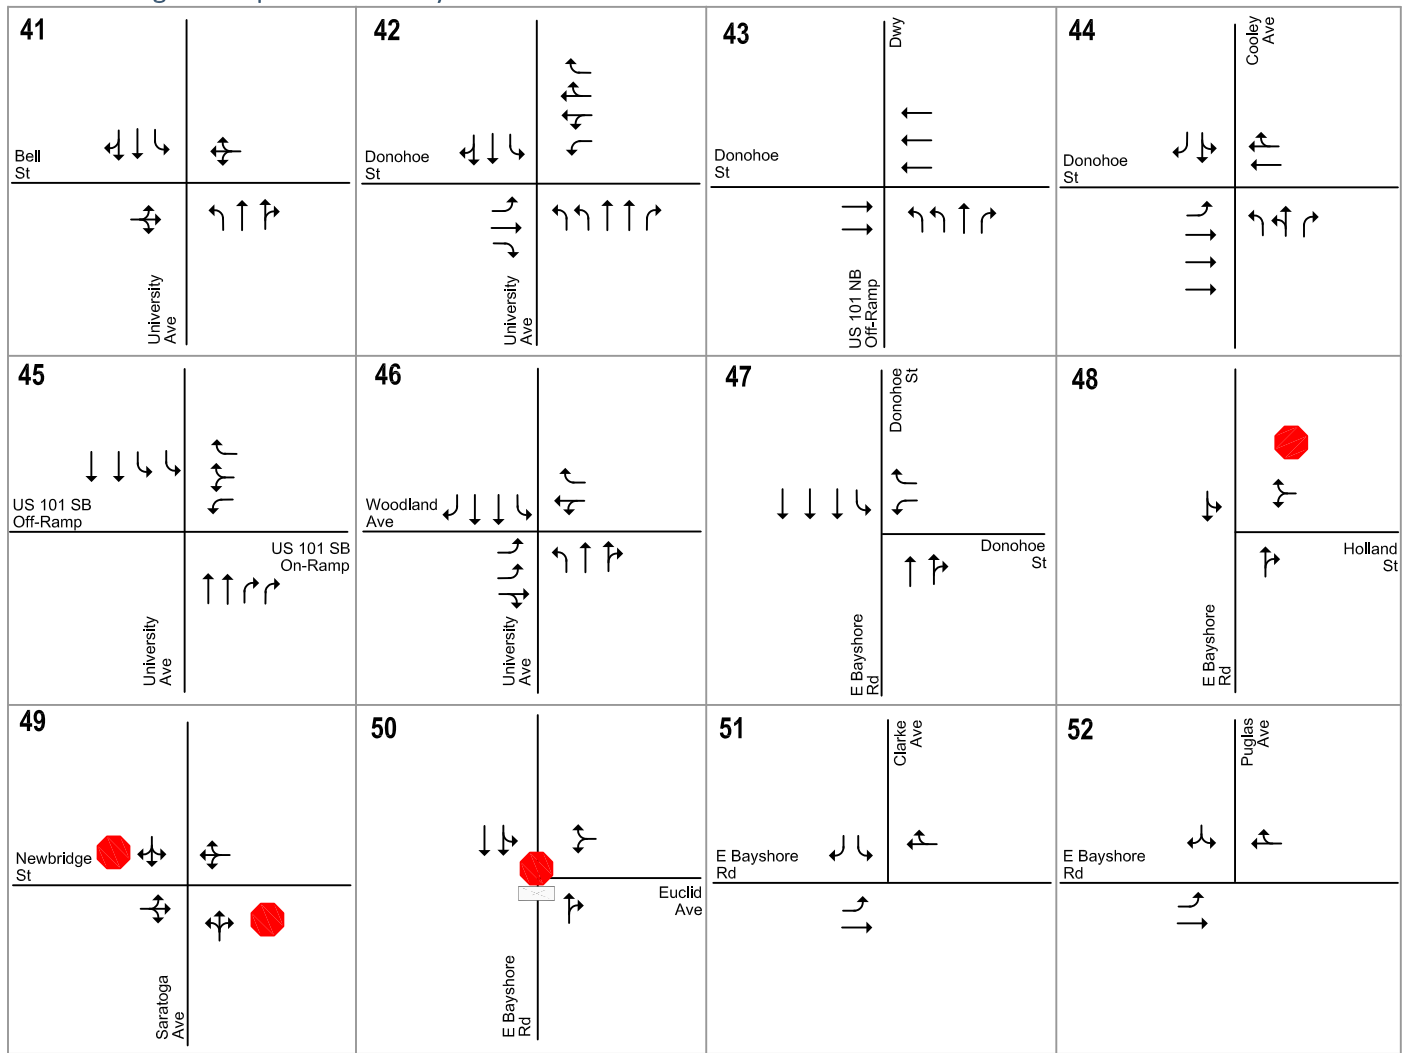 41
Bell
St
University
Ave
42
Donohoe
St
University
Ave
43
Dwy
Donohoe
St
US 101 NB
Off-Ramp
44
Cooley
Ave
Donohoe
St
45
US 101 SB
Off-Ramp
US 101 SB
On-Ramp
University
Ave
46
Woodland
Ave
University
Ave
47
Donohoe
St
Donohoe
St
E Bayshore
Rd
48
Holland
St
E Bayshore
Rd
49
Newbridge
St
Saratoga
Ave
50
Euclid
Ave
E Bayshore
Rd
51
Clarke
Ave
E Bayshore
Rd
52
Puglas
Ave
E Bayshore
Rd